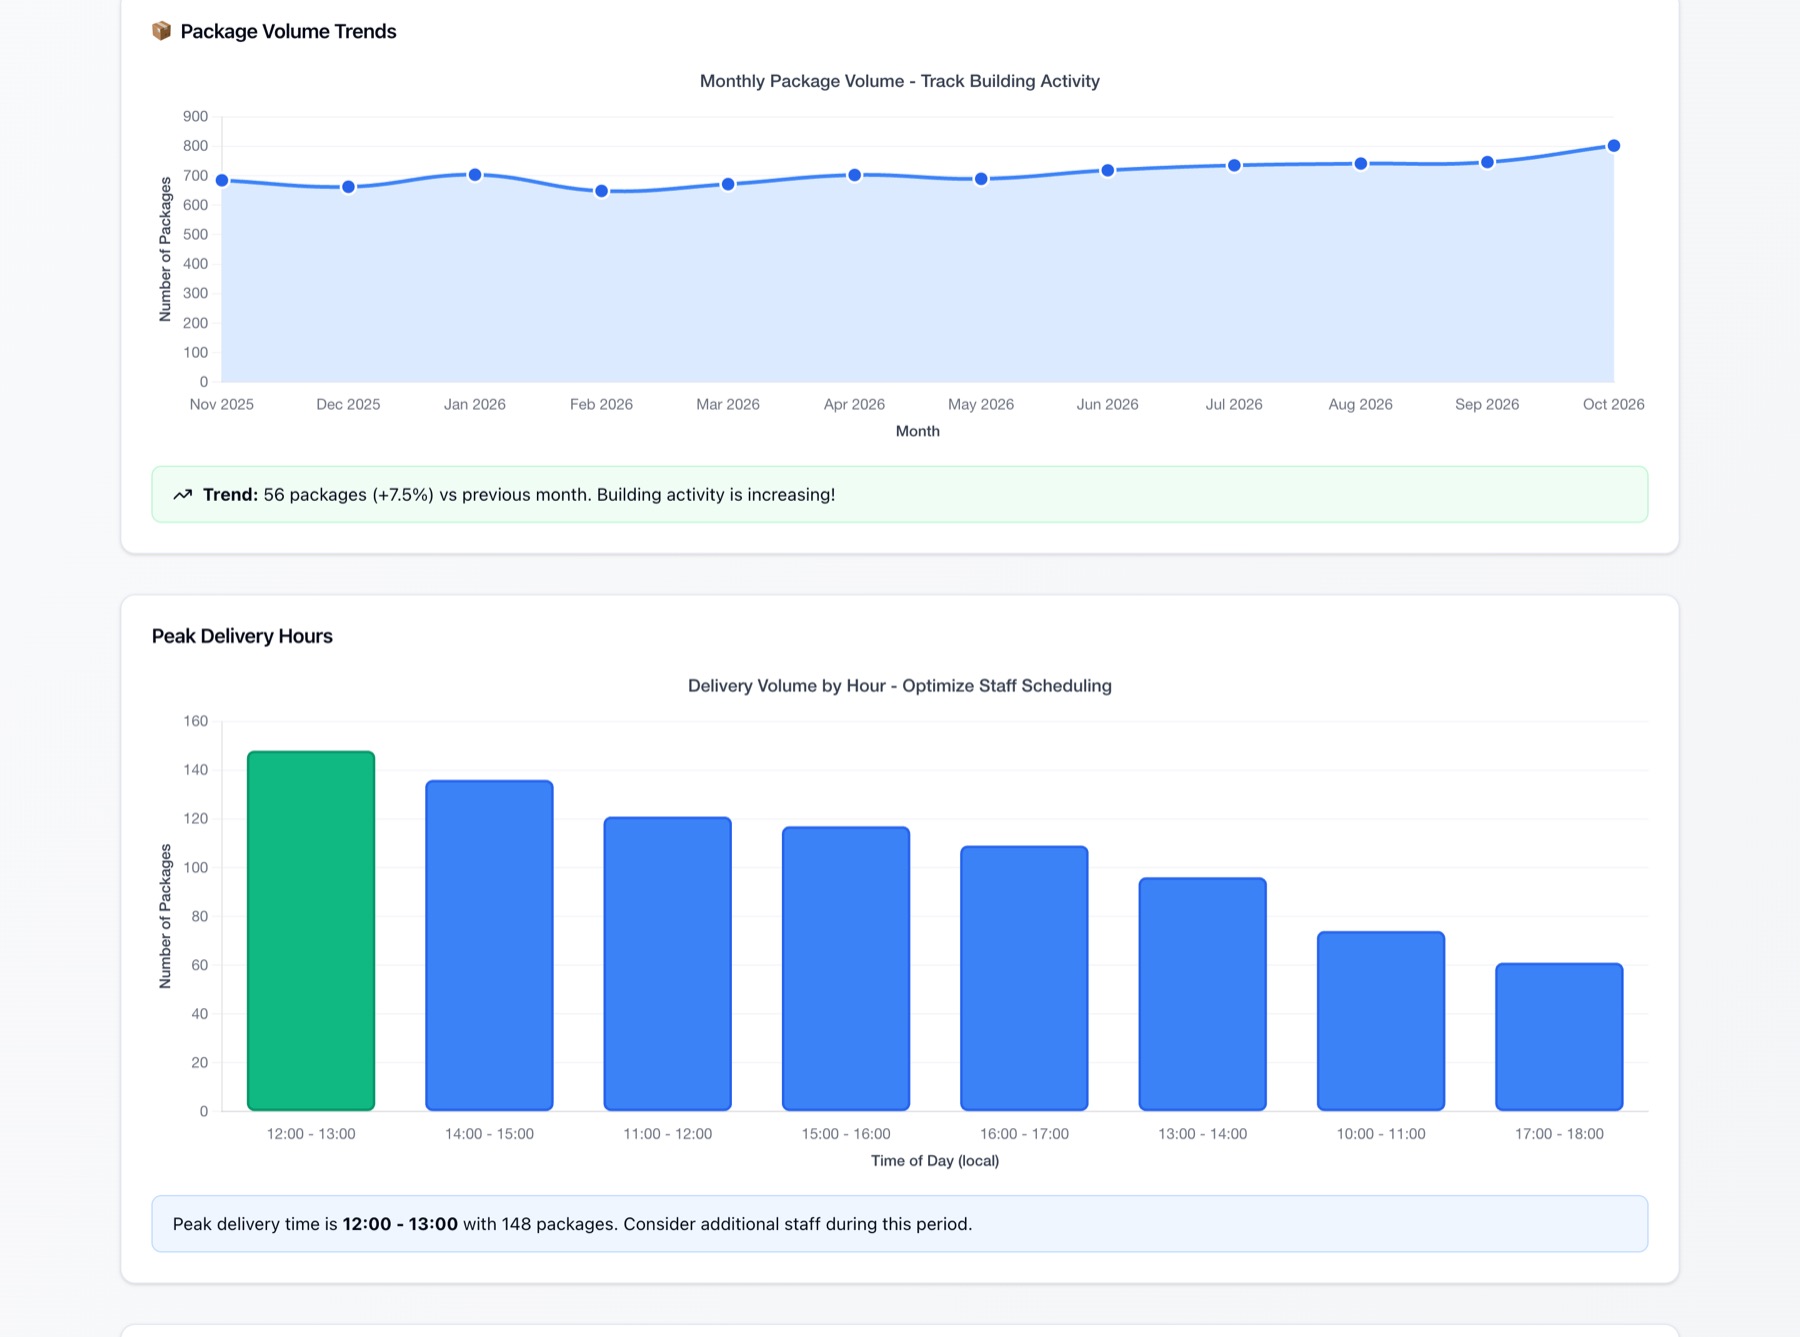 📦 Package Volume Trends
Monthly Package Volume - Track Building Activity
900
800
700
600
500
400
300
200
100
0
Number of Packages
Nov 2025 Dec 2025 Jan 2026 Feb 2026 Mar 2026 Apr 2026 May 2026 Jun 2026 Jul 2026 Aug 2026 Sep 2026 Oct 2026
Month
Trend: 56 packages (+7.5%) vs previous month. Building activity is increasing!
Peak Delivery Hours
Delivery Volume by Hour - Optimize Staff Scheduling
160
140
120
100
80
60
40
20
0
Number of Packages
12:00 - 13:00 14:00 - 15:00 11:00 - 12:00 15:00 - 16:00 16:00 - 17:00 13:00 - 14:00 10:00 - 11:00 17:00 - 18:00
Time of Day (local)
Peak delivery time is 12:00 - 13:00 with 148 packages. Consider additional staff during this period.